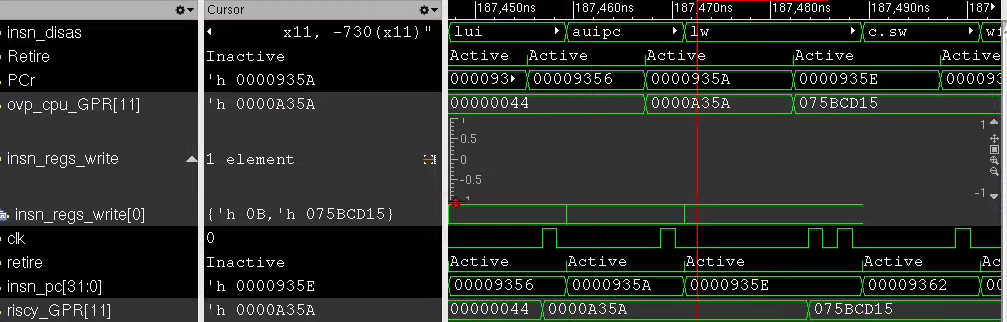 Cursor
187,450ns 187,460ns 187,470ns 187,480ns 187,490ns 187
insn_disas x11, -730(x11)" lui auipc lw c.sw
Retire Inactive Active Active Active Active Active
PCr 'h 0000935A 000093 00009356 0000935A 0000935E 000093
ovp_cpu_GPR[11] 'h 0000A35A 00000044 0000A35A 075BCD15
1 1
0.5
insn_regs_write 1 element 0
-0.5
-1
insn_regs_write[0] {'h 0B,'h 075BCD15}
clk 0
retire Inactive Active Active Active Active Ac
insn_pc[31:0] 'h 0000935E 00009356 0000935A 0000935E 00009362 00
riscy_GPR[11] 'h 0000A35A 00000044 0000A35A 075BCD15